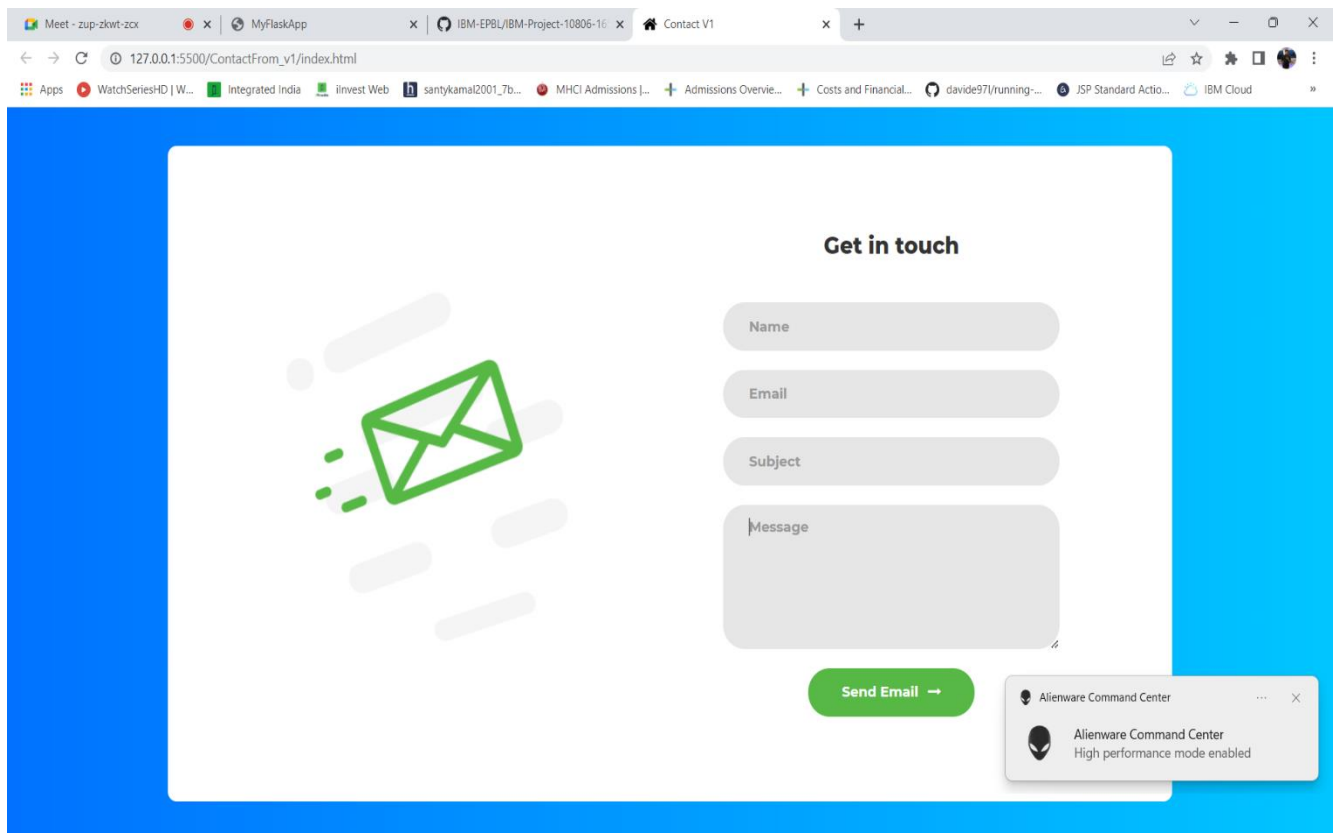 Meet - zup-zkwt-zcx
MyFlaskApp
IBM-EPBL/IBM-Project-10806-16
Contact V1
127.0.0.1:5500/ContactFrom_v1/index.html
Apps
WatchSeriesHD | W...
Integrated India
iInvest Web
santykamal2001_7b...
MHCI Admissions |...
Admissions Overvie...
Costs and Financial...
davide97l/running-...
JSP Standard Actio...
IBM Cloud
»
Get in touch
Name
Email
Subject
Message
Send Email →
Alienware Command Center
Alienware Command Center
High performance mode enabled